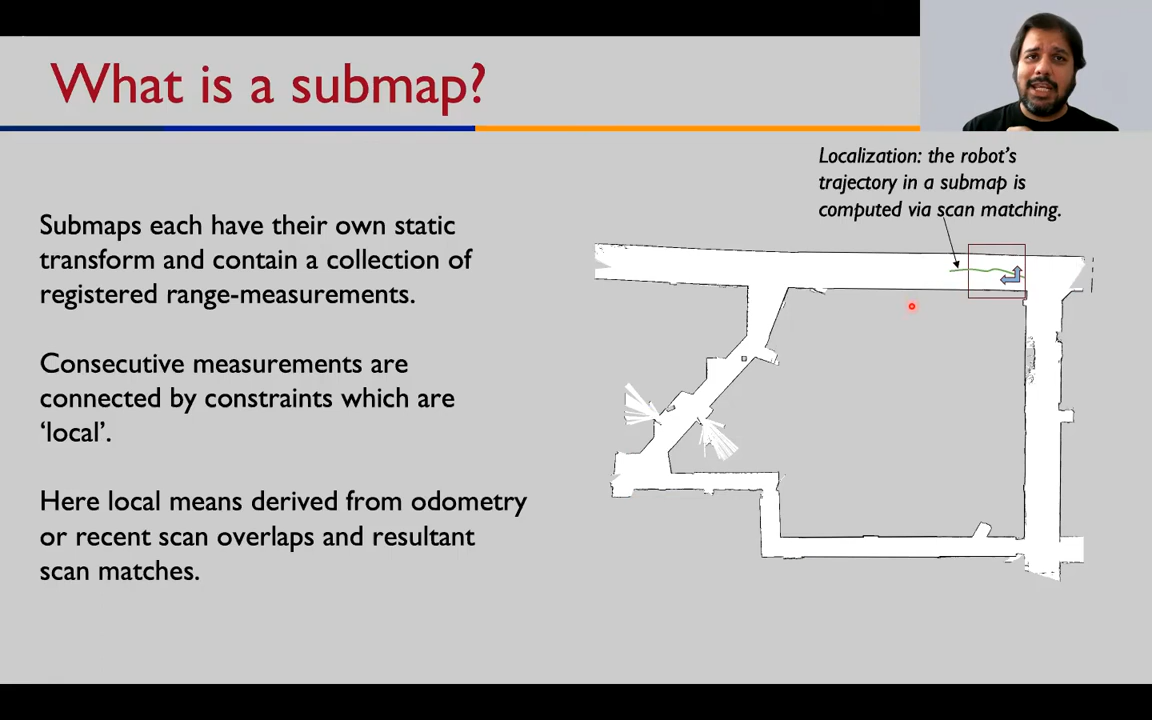 What is a submap?
Localization: the robot's
trajectory in a submap is
computed via scan matching.
Submaps each have their own static
transform and contain a collection of
registered range-measurements.
Consecutive measurements are
connected by constraints which are
‘local’.
Here local means derived from odometry
or recent scan overlaps and resultant
scan matches.